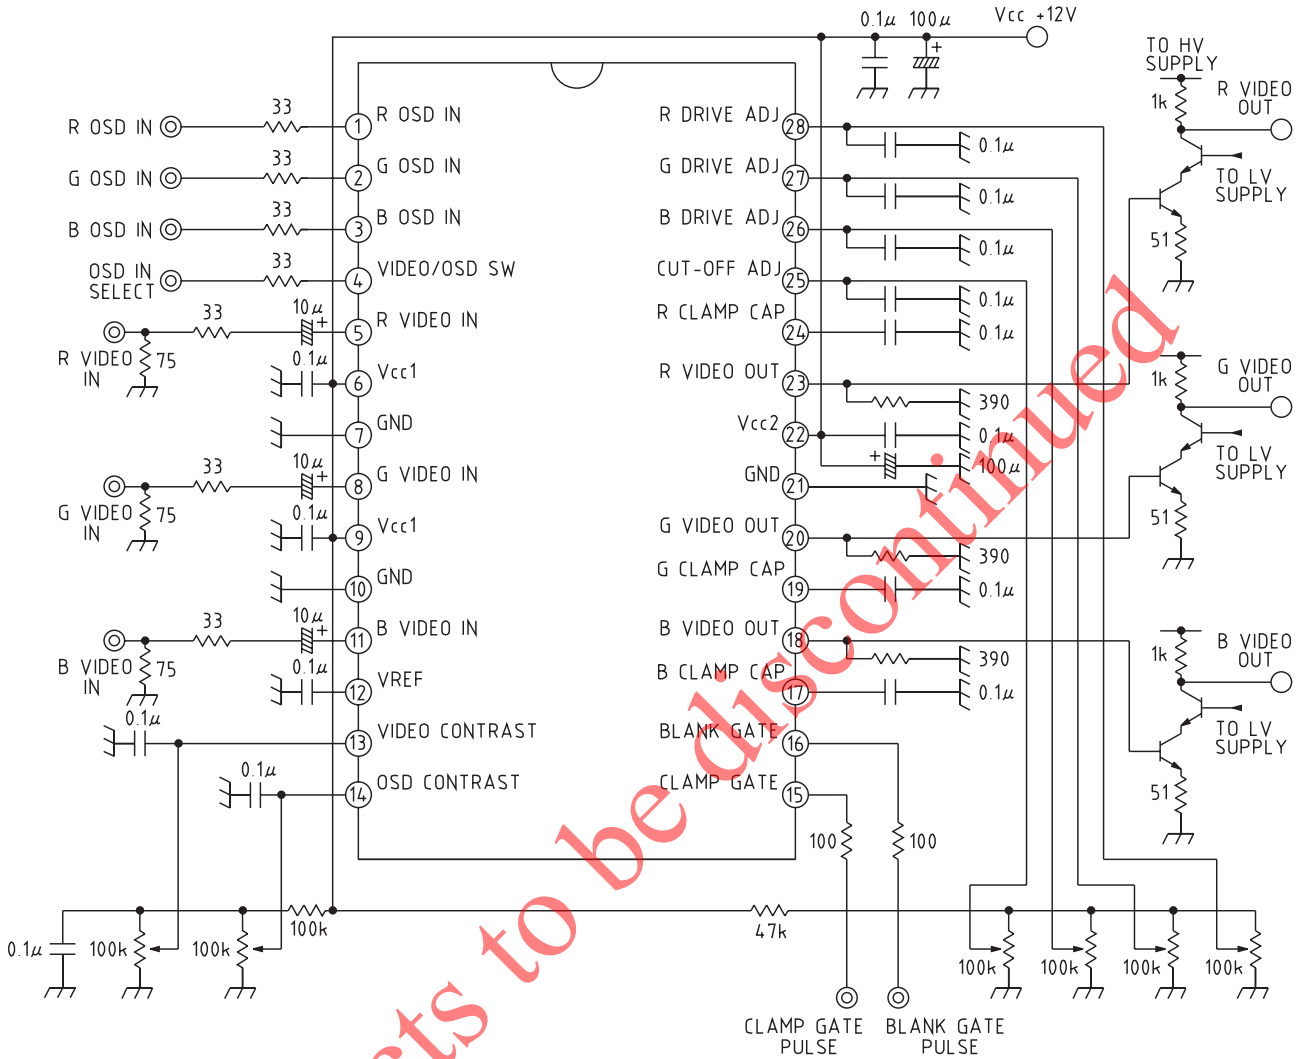 Vcc +12V
0.1µ
100µ
+
TO HV
SUPPLY
1k
R VIDEO
OUT
TO LV
SUPPLY
51
1k
G VIDEO
OUT
TO LV
SUPPLY
51
1k
B VIDEO
OUT
TO LV
SUPPLY
51
R OSD IN
33
1
R OSD IN
G OSD IN
33
2
G OSD IN
B OSD IN
33
3
B OSD IN
OSD IN
SELECT
33
4
VIDEO/OSD SW
R VIDEO
IN
75
33
10µ
+
5
R VIDEO IN
0.1µ
6
Vcc1
7
GND
G VIDEO
IN
75
33
10µ
+
8
G VIDEO IN
0.1µ
9
Vcc1
10
GND
B VIDEO
IN
75
33
10µ
+
11
B VIDEO IN
0.1µ
12
VREF
0.1µ
13
VIDEO CONTRAST
0.1µ
14
OSD CONTRAST
R DRIVE ADJ
28
0.1µ
G DRIVE ADJ
27
0.1µ
B DRIVE ADJ
26
0.1µ
CUT-OFF ADJ
25
0.1µ
R CLAMP CAP
24
0.1µ
R VIDEO OUT
23
390
Vcc2
22
0.1µ
+
100µ
GND
21
G VIDEO OUT
20
390
G CLAMP CAP
19
0.1µ
B VIDEO OUT
18
390
B CLAMP CAP
17
0.1µ
BLANK GATE
16
CLAMP GATE
15
100
100
0.1µ
100k
100k
100k
47k
100k
100k
100k
100k
CLAMP GATE
PULSE
BLANK GATE
PULSE
to be discontinued